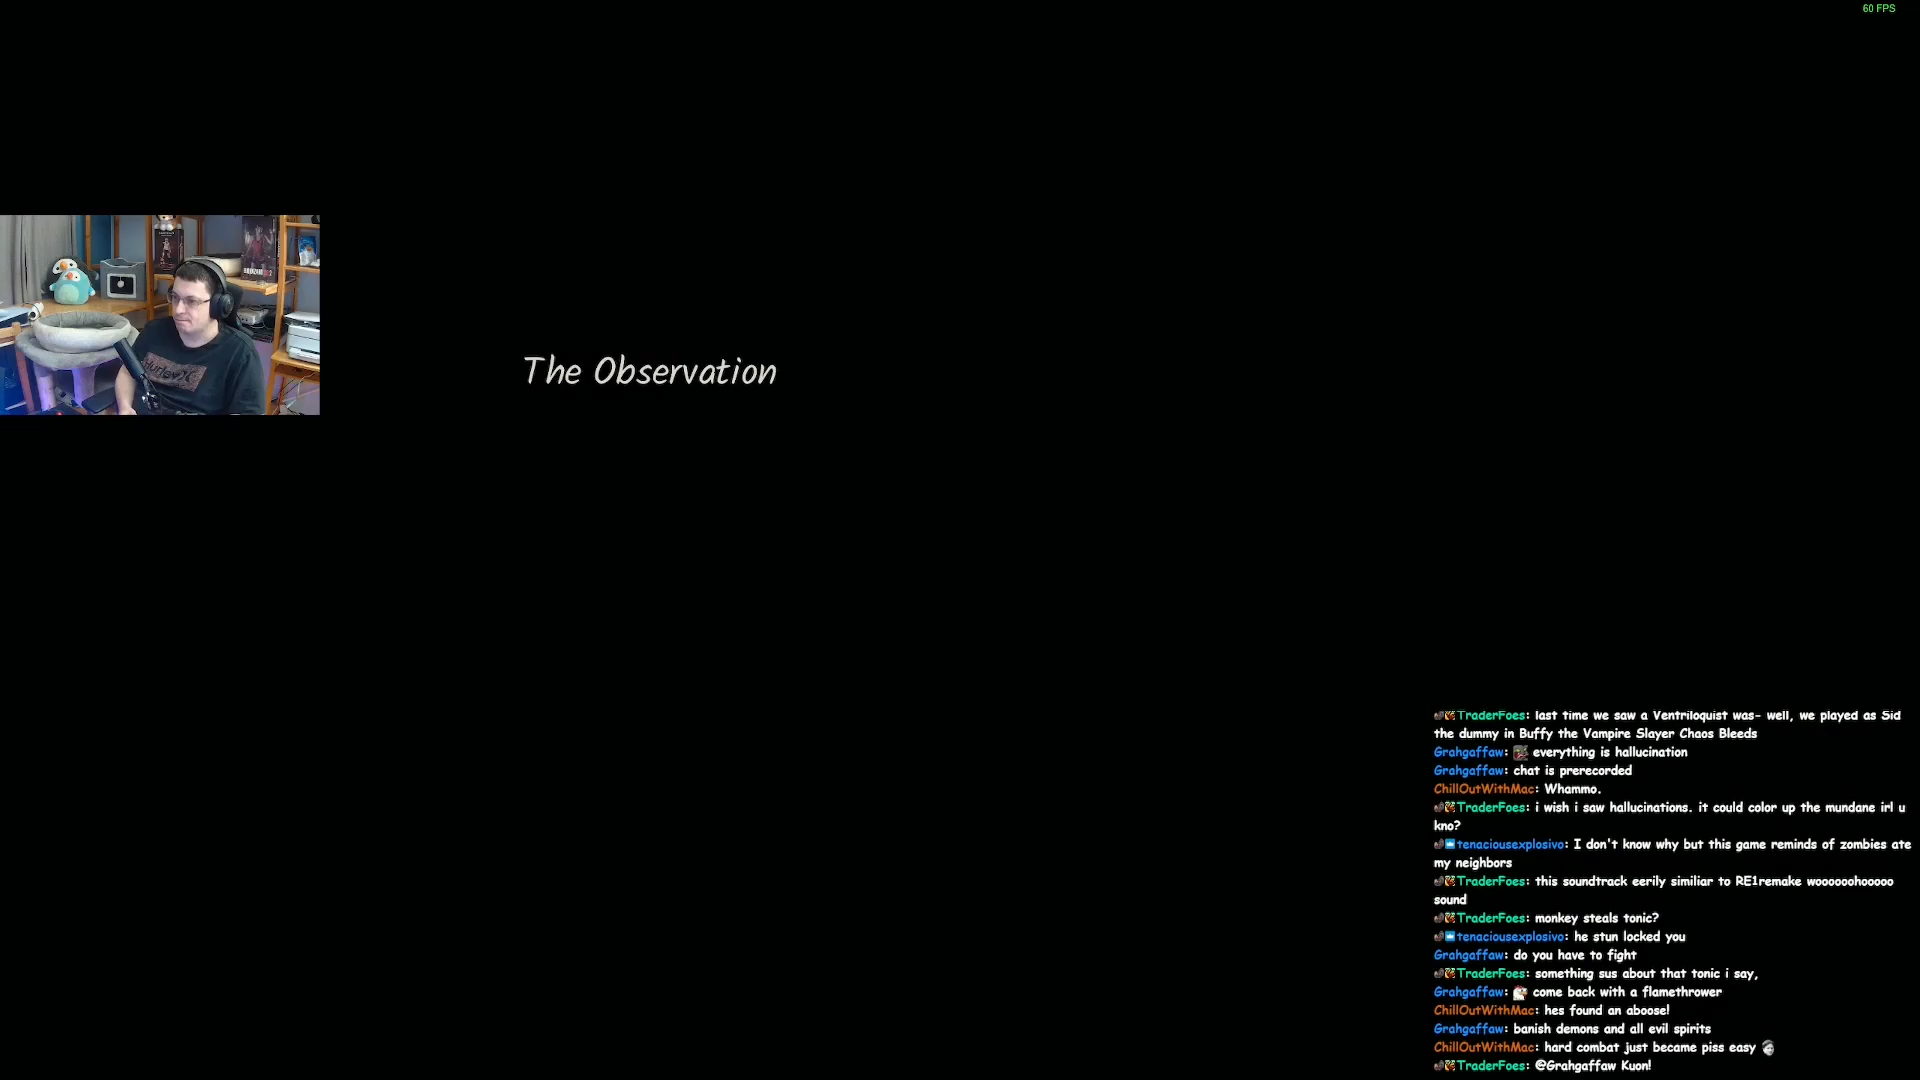 60 FPS
Hurley
The Observation
TraderFoes: last time we saw a Ventriloquist was- well, we played as Sid
the dummy in Buffy the Vampire Slayer Chaos Bleeds
Grahgaffaw: everything is hallucination
Grahgaffaw: chat is prerecorded
ChillOutWithMac: Whammo.
TraderFoes: i wish i saw hallucinations. it could color up the mundane irl u
kno?
tenaciousexplosivo: I don't know why but this game reminds of zombies ate
my neighbors
TraderFoes: this soundtrack eerily similiar to RE1remake woooooohooooo
sound
TraderFoes: monkey steals tonic?
tenaciousexplosivo: he stun locked you
Grahgaffaw: do you have to fight
TraderFoes: something sus about that tonic i say,
Grahgaffaw: come back with a flamethrower
ChillOutWithMac: hes found an aboose!
Grahgaffaw: banish demons and all evil spirits
ChillOutWithMac: hard combat just became piss easy
TraderFoes: @Grahgaffaw Kuon!